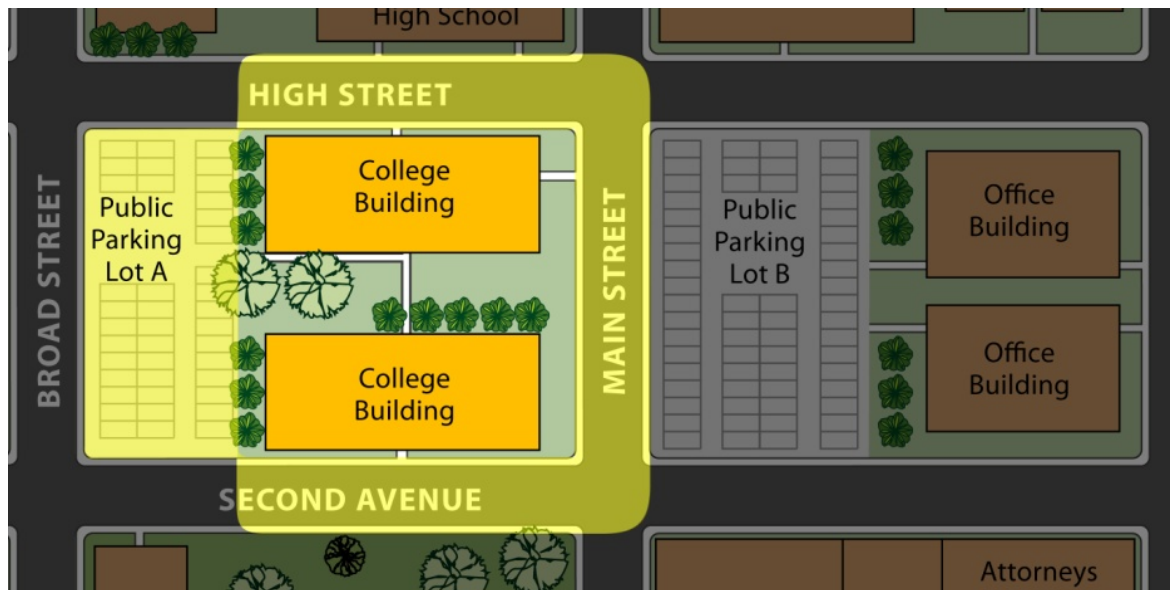 High School
HIGH STREET
BROAD STREET
Public
Parking
Lot A
College
Building
MAIN STREET
Public
Parking
Lot B
Office
Building
College
Building
Office
Building
SECOND AVENUE
Attorneys